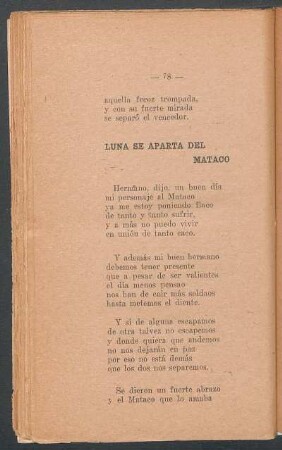 — 78 —
aquella feroz trompada,
y con su fuerte mirada
se separó el vencedor.
LUNA SE APARTA DEL
MATACO
Hermano, dijo, un buen día
mi personaje al Mataco
ya me estoy poniendo flaco
de tanto y tanto sufrir,
y a más no puedo vivir
en unión de tanto caco.
Y además mi buen hermano
debemos tener presente
que a pesar de ser valientes
el día menos pensao
nos han de cair más soldaos
hasta metemos el diente.
Y si de alguna escapamos
de otra talvez no escapemos
y donde quiera que andemos
no nos dejarán en paz
por eso no está demás
que los dos nos separemos.
Se dieron un fuerte abrazo
y el Mataco que lo amaba